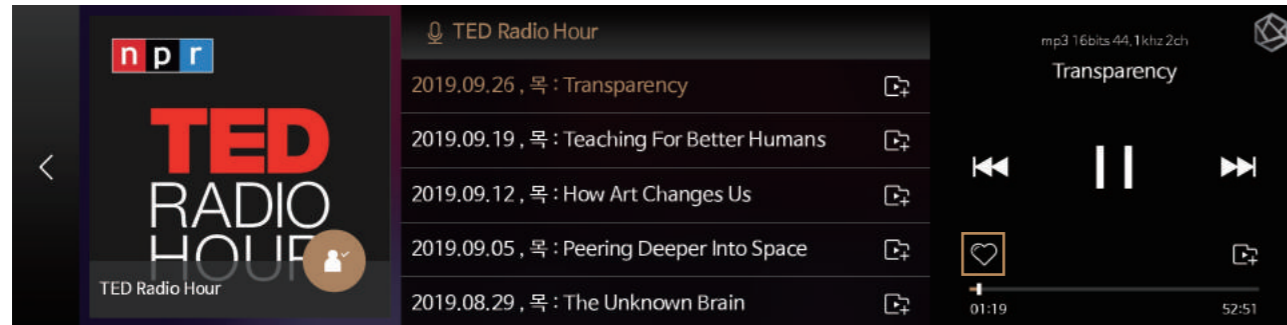 npr
TED
RADIO
HOUR
TED Radio Hour
TED Radio Hour
2019.09.26 , 목 : Transparency
2019.09.19 , 목 : Teaching For Better Humans
2019.09.12 , 목 : How Art Changes Us
2019.09.05 , 목 : Peering Deeper Into Space
2019.08.29 , 목 : The Unknown Brain
mp3 16bits 44,1khz 2ch
Transparency
01:19
52:51